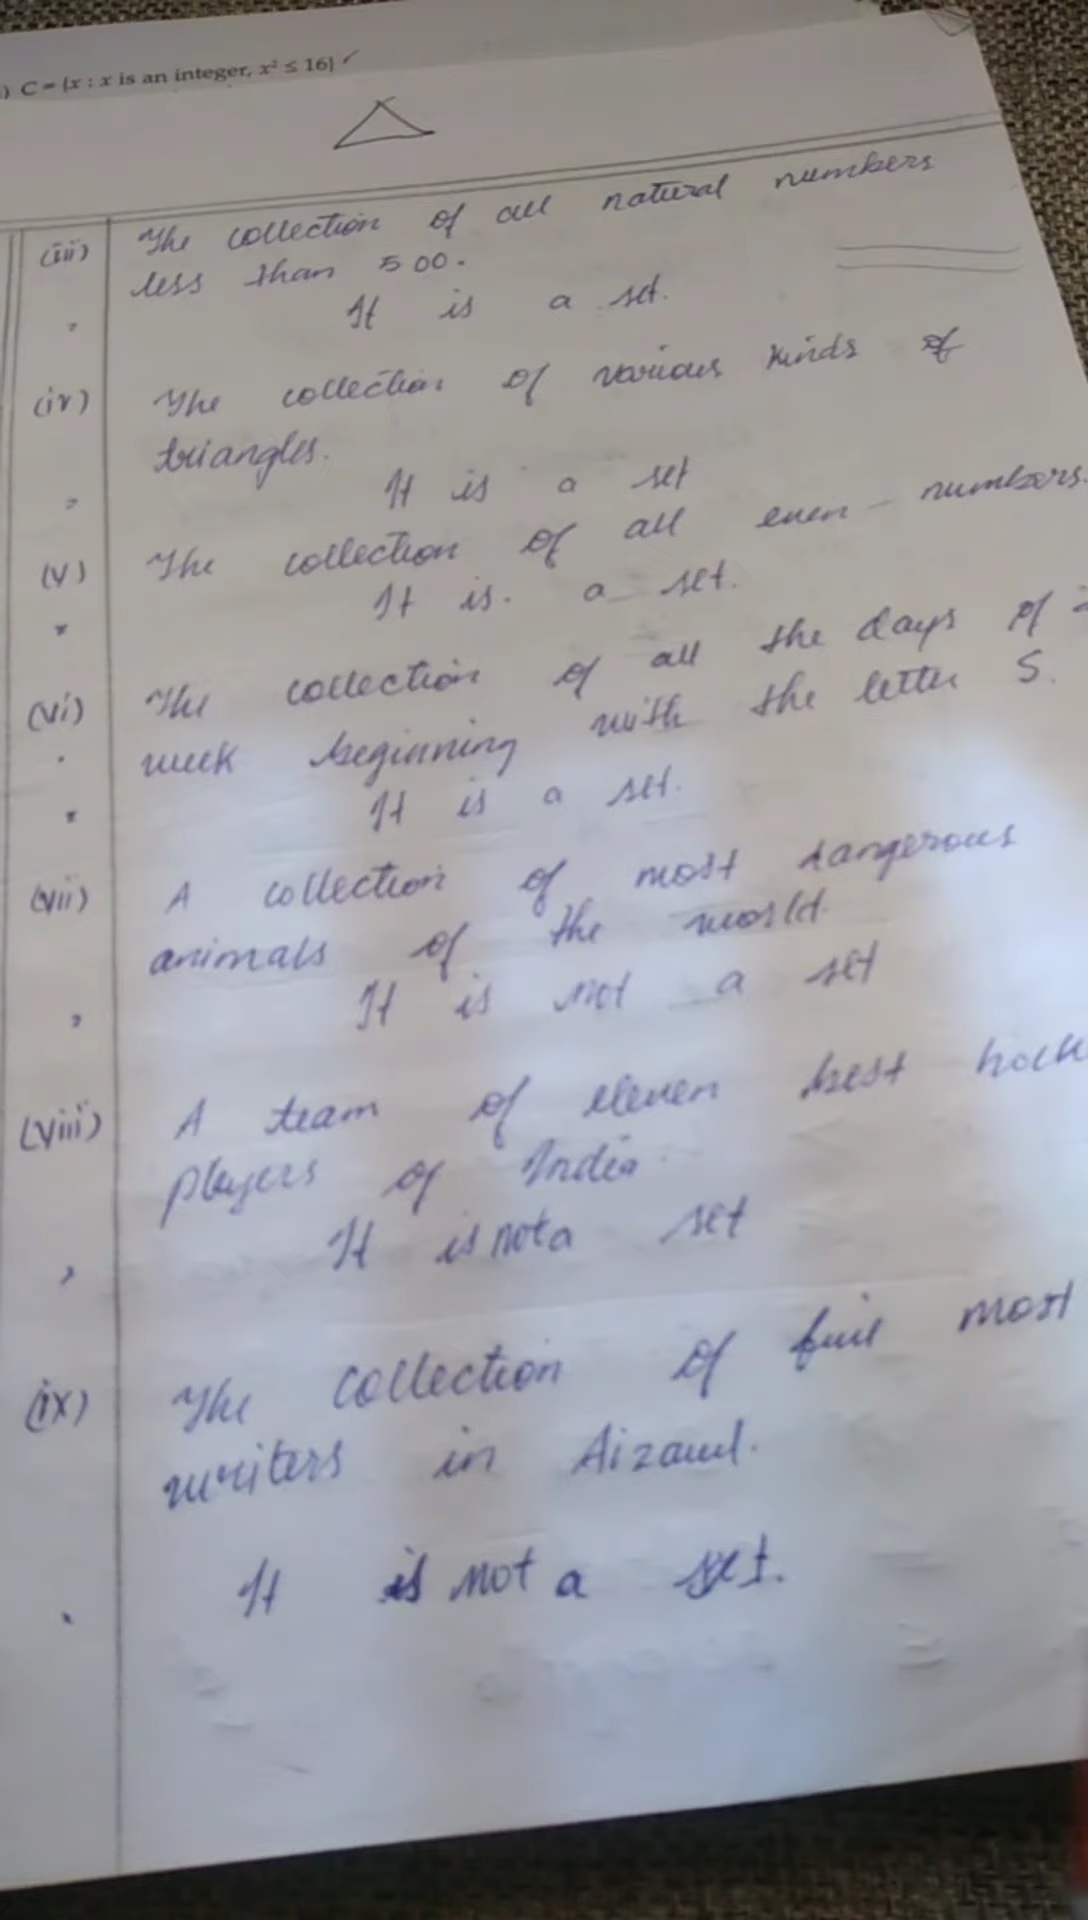 ) C = {x : x is an integer, x² ≤ 16}
(iii) The collection of all natural numbers
less than 500.
It is a set.
(iv) The collection of various kinds of
triangles.
It is a set
(v) The collection of all even numbers.
It is a set.
(vi) The collection of all the days of a
week beginning with the letter S.
It is a set.
(vii) A collection of most dangerous
animals of the world.
It is not a set
(viii) A team of eleven best hock
players of India
It is not a set
(ix) The collection of most
writers in Aizawl.
It is not a set.